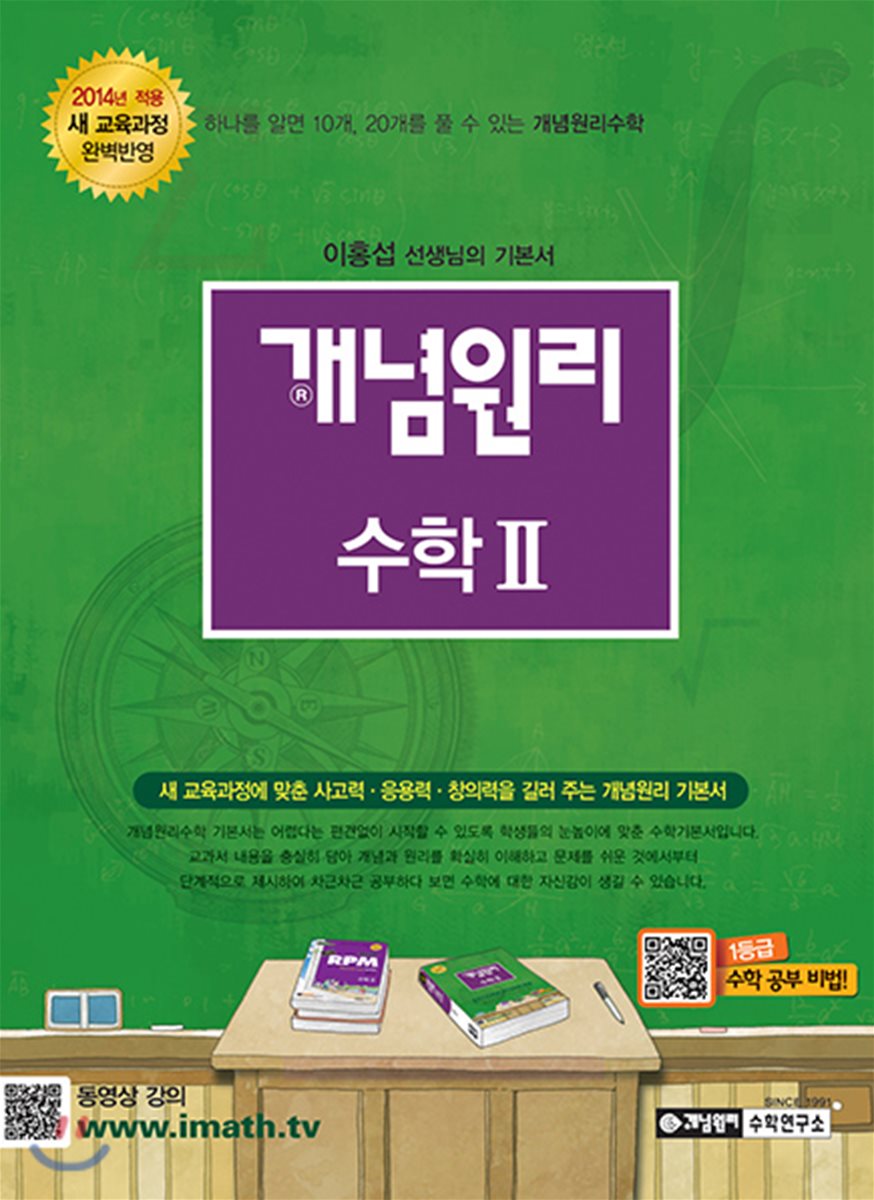 2014년 적용
새 교육과정
완벽반영
하나를 알면 10개, 20개를 풀 수 있는 개념원리수학
이홍섭 선생님의 기본서
개념원리
®
수학 Ⅱ
N
W
E
S
새 교육과정에 맞춘 사고력·응용력·창의력을 길러 주는 개념원리 기본서
개념원리수학 기본서는 어렵다는 편견없이 시작할 수 있도록 학생들의 눈높이에 맞춘 수학기본서입니다.
교과서 내용을 충실히 담아 개념과 원리를 확실히 이해하고 문제를 쉬운 것에서부터
단계적으로 제시하여 차근차근 공부하다 보면 수학에 대한 자신감이 생길 수 있습니다.
RPM
수학 Ⅱ
개념원리
수학 Ⅱ
1등급
수학 공부 비법!
동영상 강의
www.imath.tv
SINCE 1991
개념원리 수학연구소